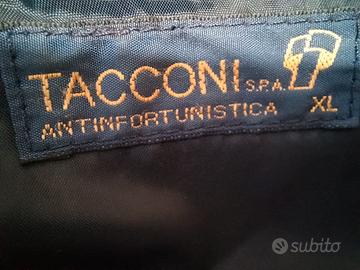 TACCONI S.P.A.
ANTINFORTUNISTICA XL
subito